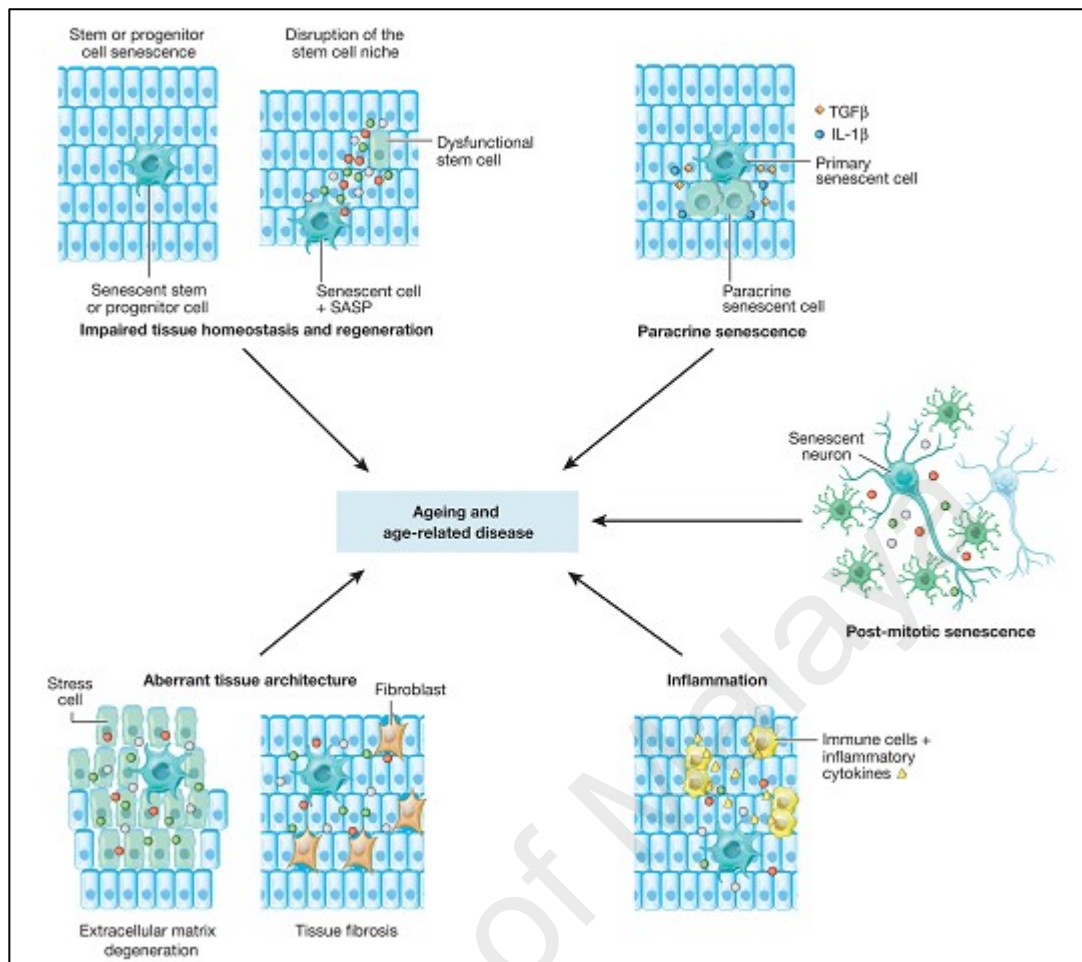 Stem or progenitor
cell senescence
Disruption of the
stem cell niche
Dysfunctional
stem cell
Senescent stem
or progenitor cell
Senescent cell
+ SASP
Impaired tissue homeostasis and regeneration
TGFβ
IL-1β
Primary
senescent cell
Paracrine
senescent cell
Paracrine senescence
Senescent
neuron
Post-mitotic senescence
Ageing and
age-related disease
Aberrant tissue architecture
Stress
cell
Fibroblast
Extracellular matrix
degeneration
Tissue fibrosis
Inflammation
Immune cells +
inflammatory
cytokines
of Malaya